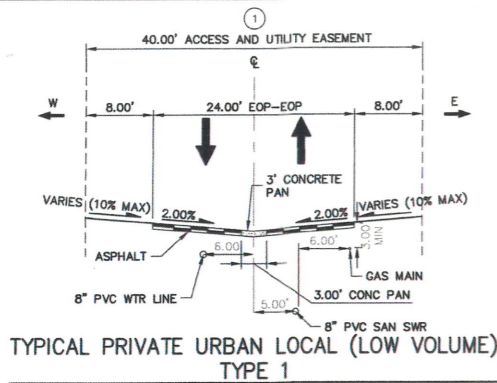 1
40.00' ACCESS AND UTILITY EASEMENT
℄
W
E
8.00'
24.00' EOP-EOP
8.00'
3' CONCRETE
PAN
VARIES (10% MAX)
VARIES (10% MAX)
2.00%
2.00%
3.00'
MIN
ASPHALT
6.00
6.00'
GAS MAIN
8" PVC WTR LINE
3.00' CONC PAN
5.00'
8" PVC SAN SWR
TYPICAL PRIVATE URBAN LOCAL (LOW VOLUME)
TYPE 1